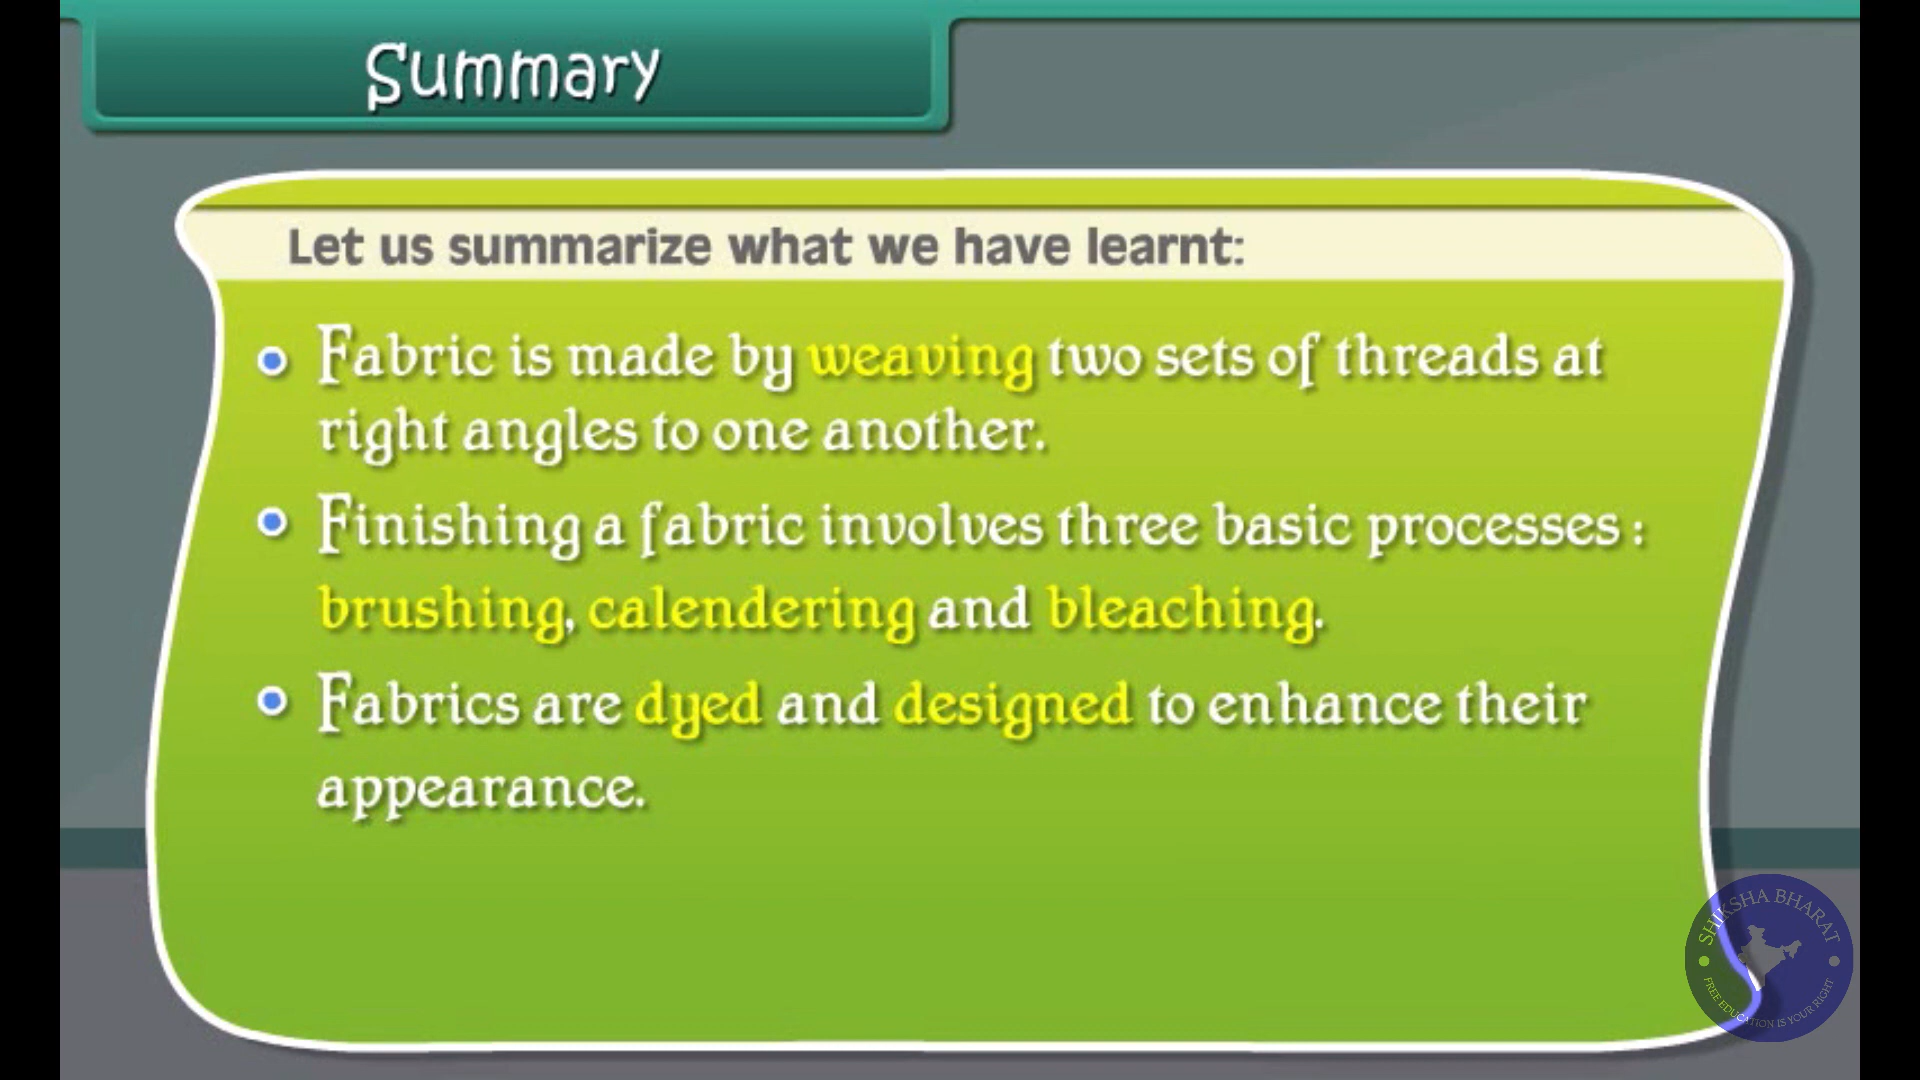 Summary
Let us summarize what we have learnt:
Fabric is made by weaving two sets of threads at
right angles to one another.
Finishing a fabric involves three basic processes :
brushing, calendering and bleaching.
Fabrics are dyed and designed to enhance their
appearance.
SHIKSHA BHARAT
FREE EDUCATION IS YOUR RIGHT